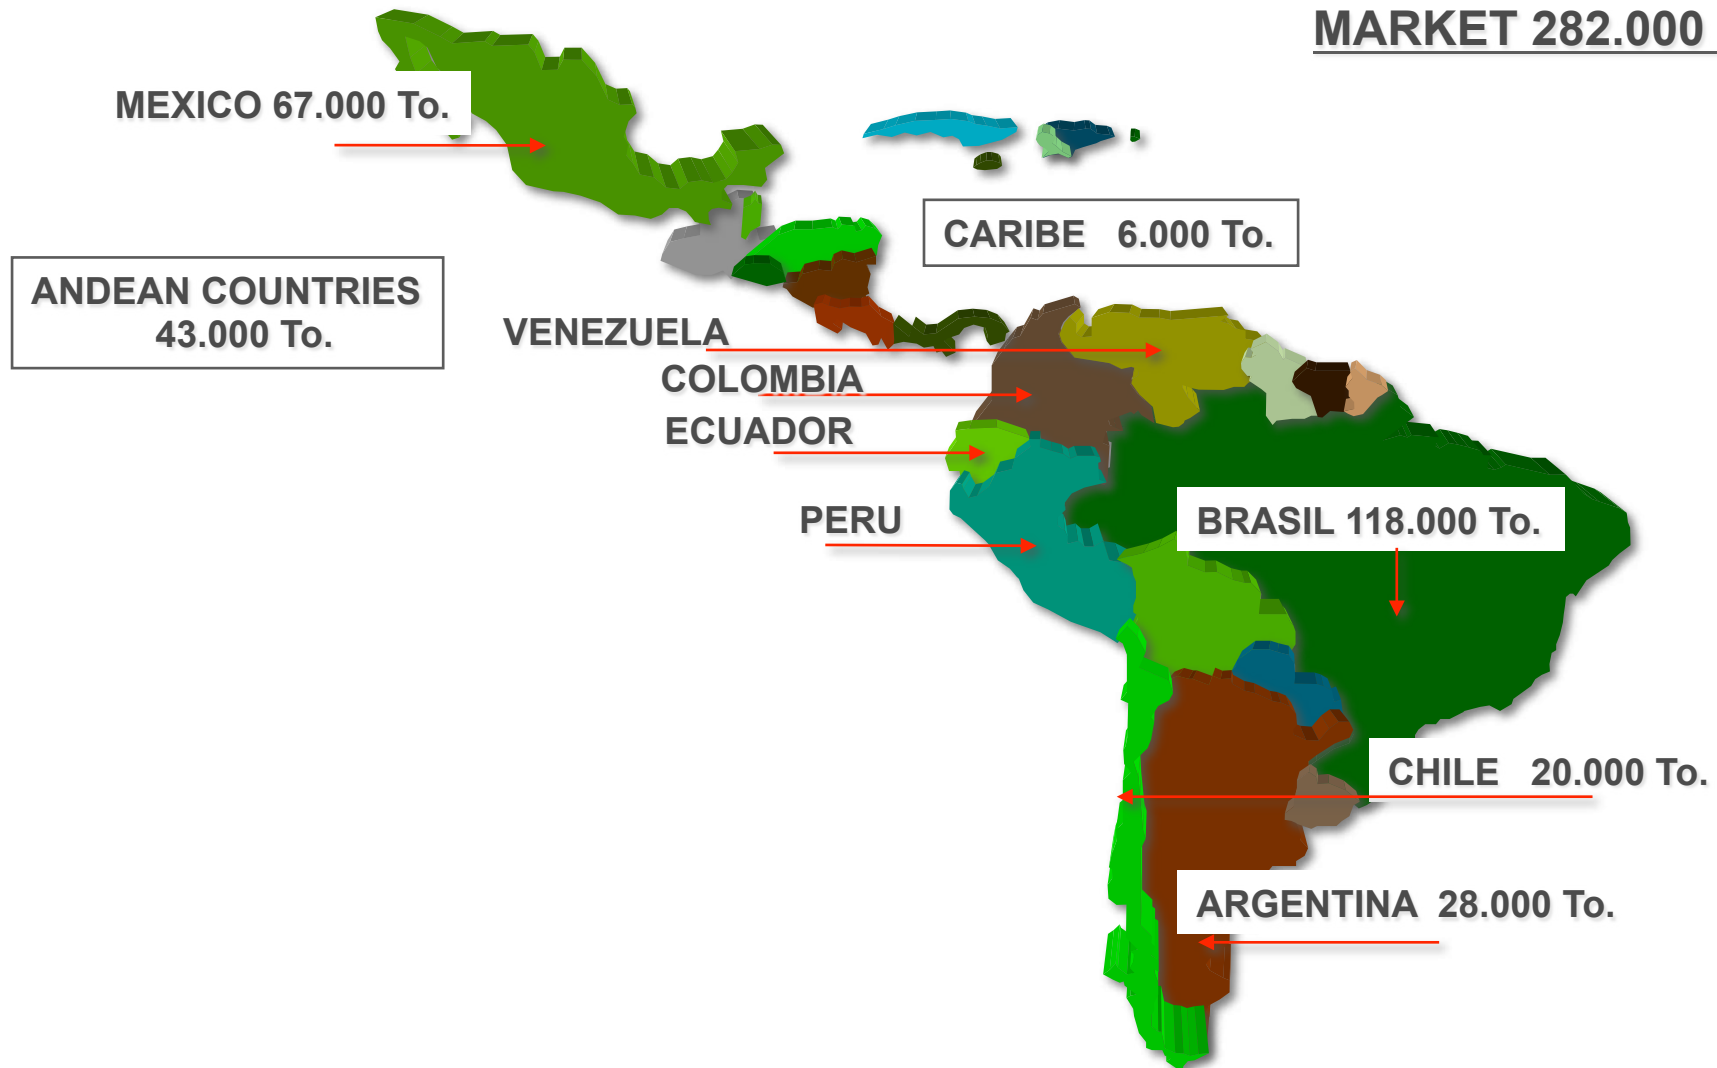 MARKET 282.000
MEXICO 67.000 To.
CARIBE 6.000 To.
ANDEAN COUNTRIES
43.000 To.
VENEZUELA
COLOMBIA
ECUADOR
PERU
BRASIL 118.000 To.
CHILE 20.000 To.
ARGENTINA 28.000 To.